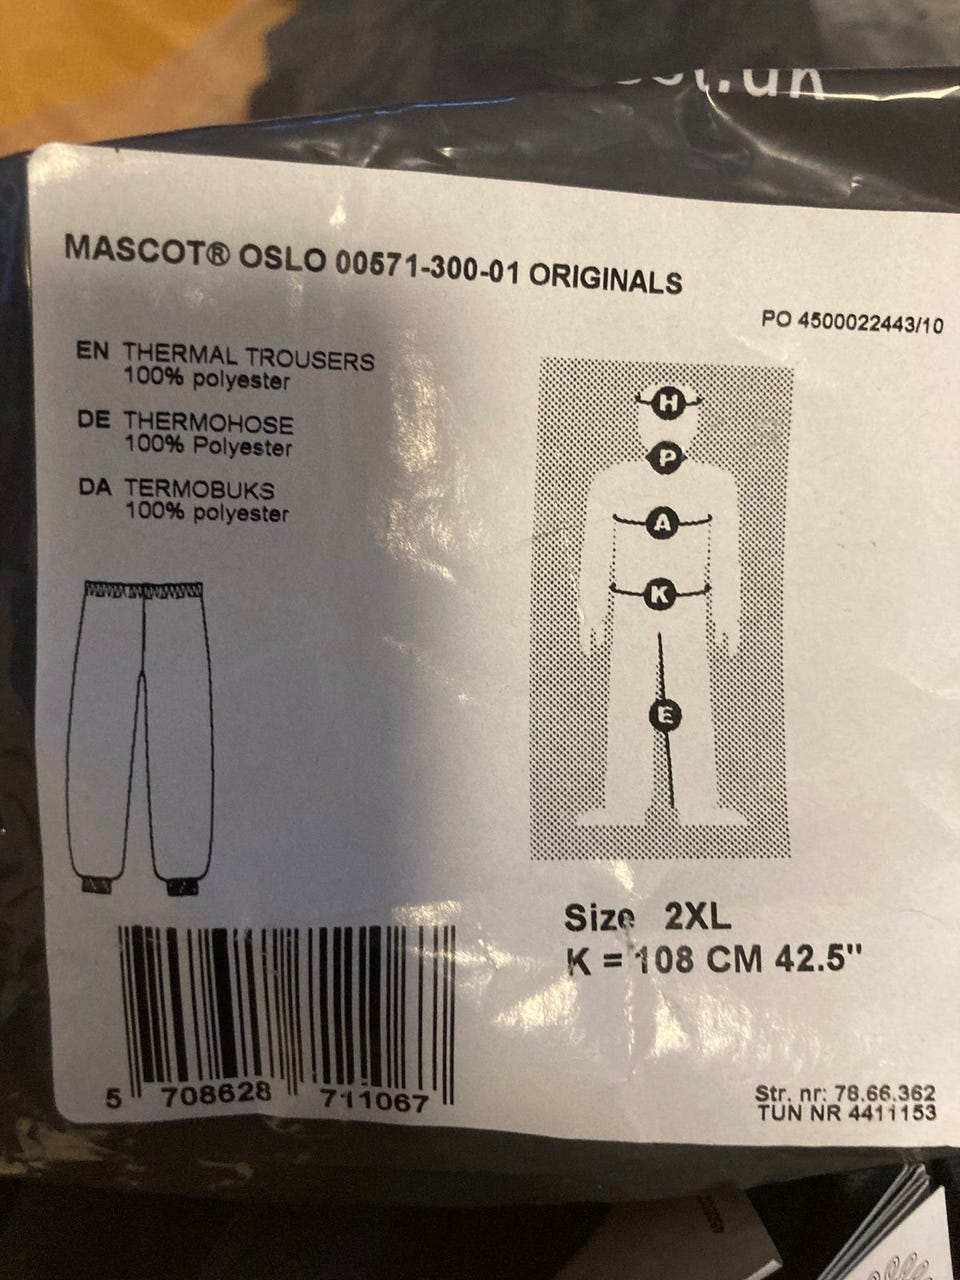 MASCOT® OSLO 00571-300-01 ORIGINALS
PO 4500022443/10
EN THERMAL TROUSERS
100% polyester
DE THERMOHOSE
100% Polyester
DA TERMOBUKS
100% polyester
H
P
A
K
E
Size 2XL
K = 108 CM 42.5"
5 708628 711067
Str. nr: 78.66.362
TUN NR 4411153